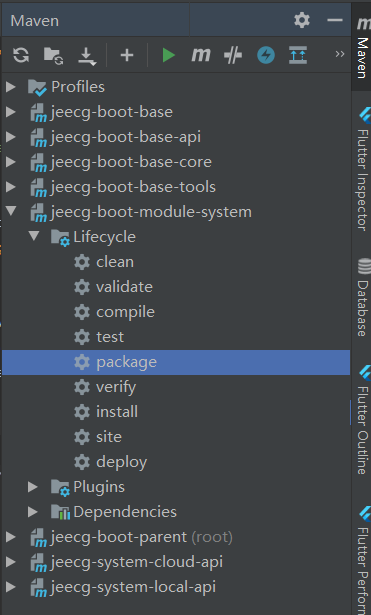 Maven
Profiles
jeecg-boot-base
jeecg-boot-base-api
jeecg-boot-base-core
jeecg-boot-base-tools
jeecg-boot-module-system
Lifecycle
clean
validate
compile
test
package
verify
install
site
deploy
Plugins
Dependencies
jeecg-boot-parent (root)
jeecg-system-cloud-api
jeecg-system-local-api
Maven
Flutter Inspector
Database
Flutter Outline
Flutter Perform